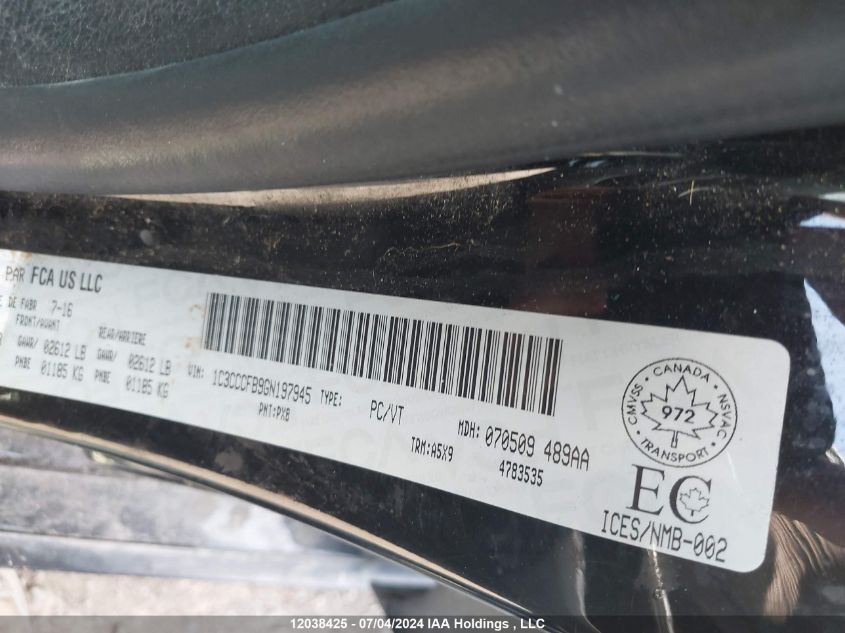 PAR FCA US LLC
DE FABR 7-16
FRONT/AVANT REAR/ARRIERE
GAWR/ 02612 LB GAWR/ 02612 LB
PNBE 01185 KG PNBE 01185 KG
VIN: 1C3CCCFB9GN197945 TYPE: PC/VT MDH: 070509 489AA
PNT:PXB TRM:A5X9 4783535
CMVSS CANADA NSVAC
972
TRANSPORT
EC
ICES/NMB-002
12038425 - 07/04/2024 IAA Holdings , LLC